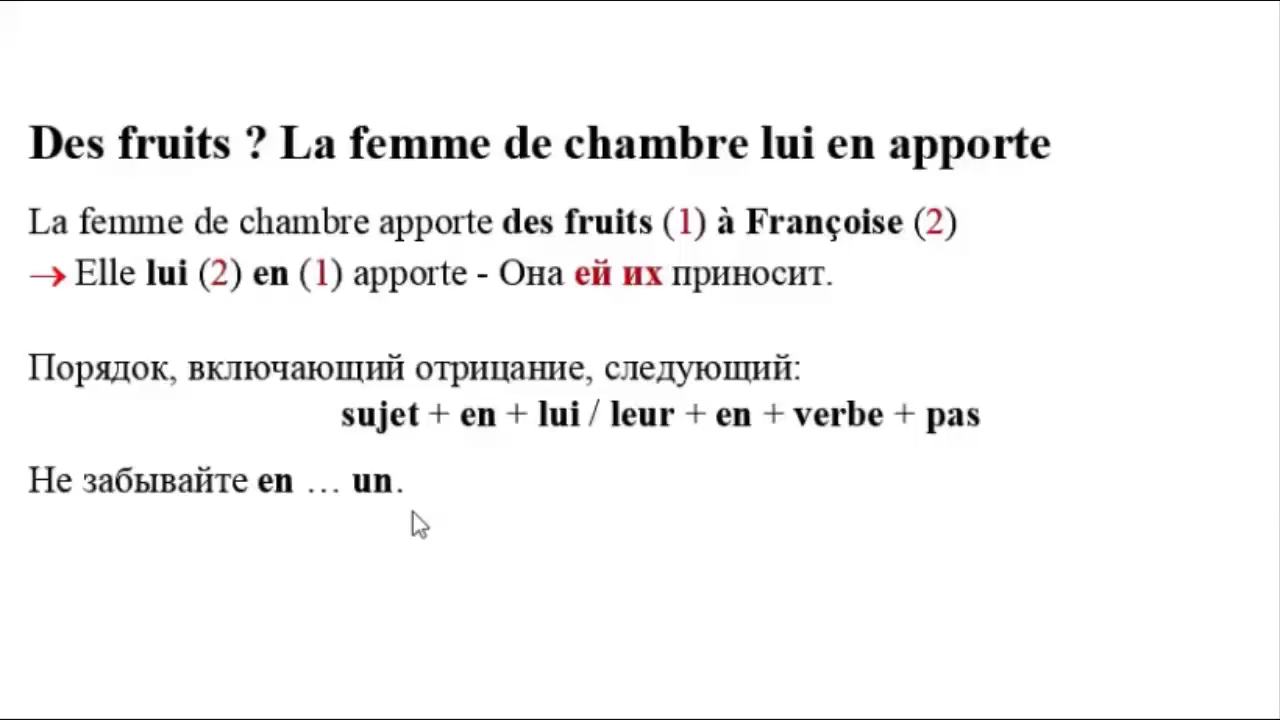 Des fruits ? La femme de chambre lui en apporte
La femme de chambre apporte des fruits (1) à Françoise (2)
→ Elle lui (2) en (1) apporte - Она ей их приносит.
Порядок, включающий отрицание, следующий:
sujet + en + lui / leur + en + verbe + pas
Не забывайте en … un.